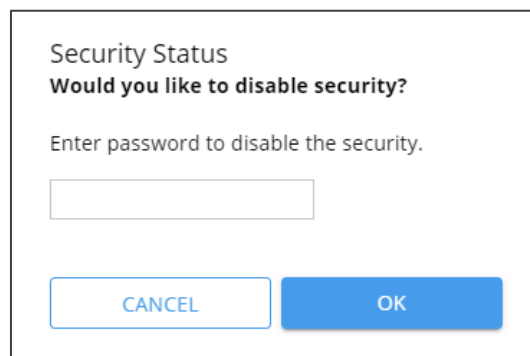 Security Status
Would you like to disable security?
Enter password to disable the security.
CANCEL
OK